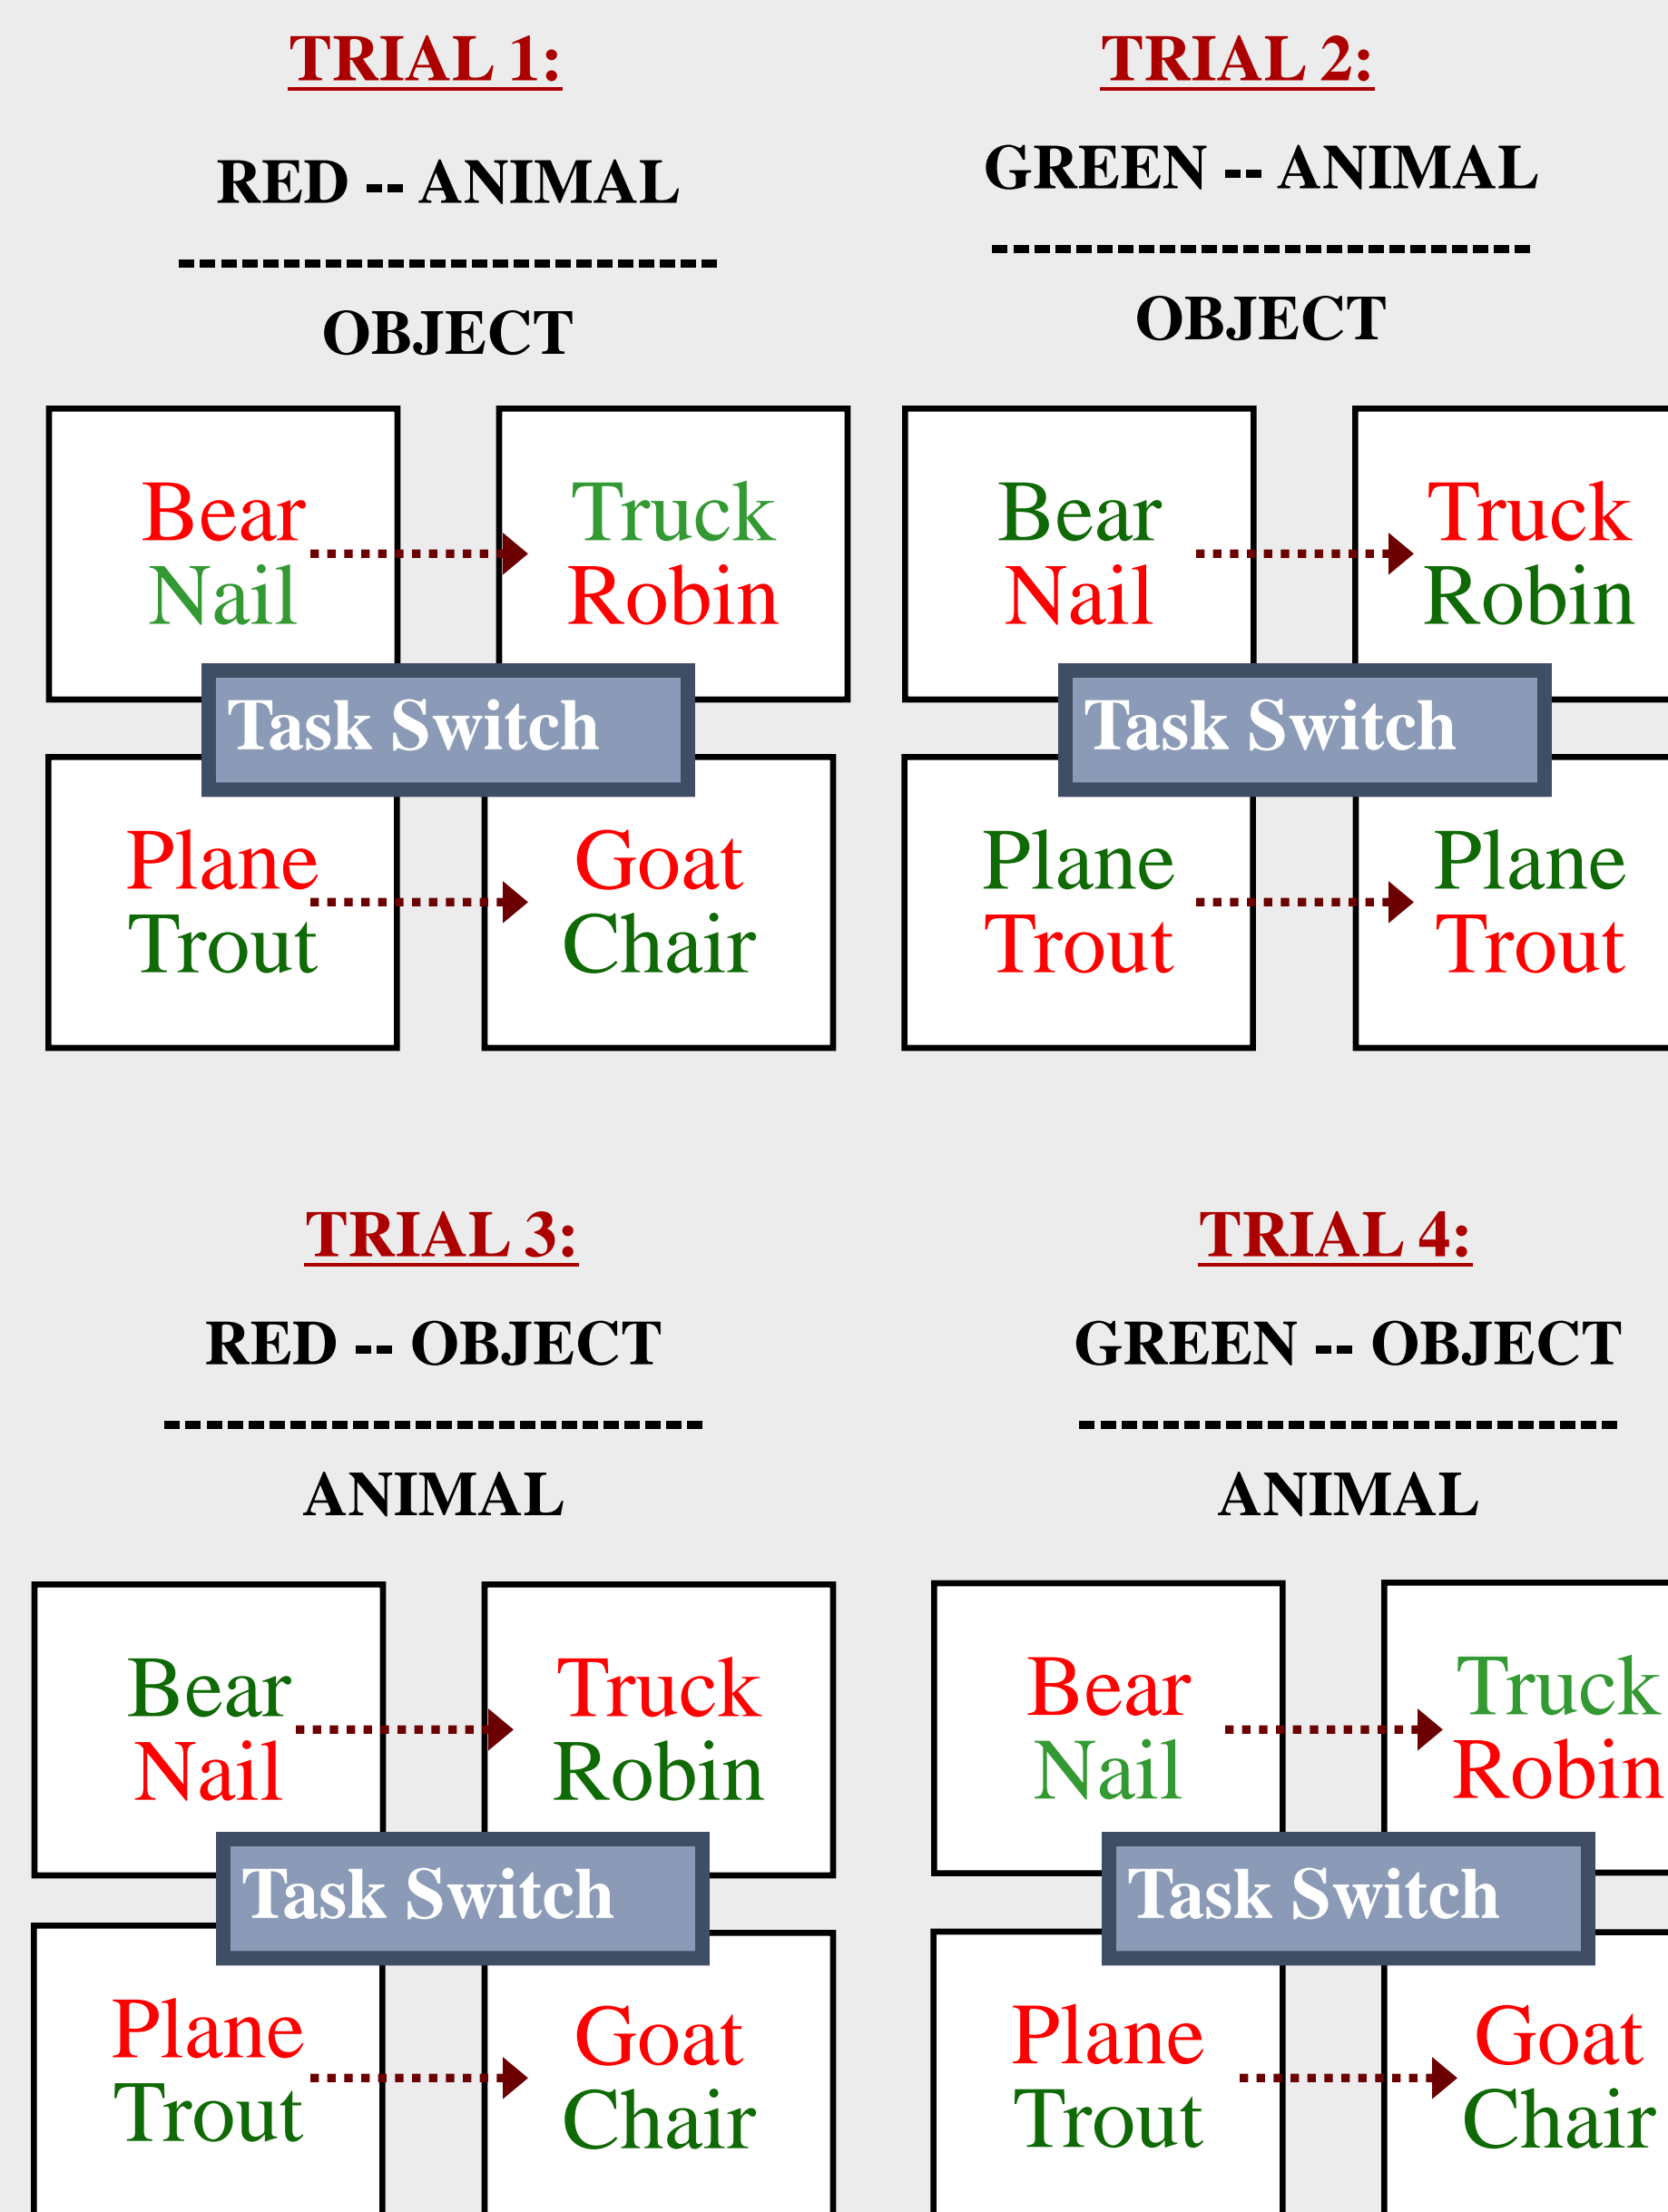 TRIAL 1:
RED -- ANIMAL
--------------------------
OBJECT
Bear
Nail
Truck
Robin
Task Switch
Plane
Trout
Goat
Chair
TRIAL 2:
GREEN -- ANIMAL
--------------------------
OBJECT
Bear
Nail
Truck
Robin
Task Switch
Plane
Trout
Plane
Trout
TRIAL 3:
RED -- OBJECT
--------------------------
ANIMAL
Bear
Nail
Truck
Robin
Task Switch
Plane
Trout
Goat
Chair
TRIAL 4:
GREEN -- OBJECT
--------------------------
ANIMAL
Bear
Nail
Truck
Robin
Task Switch
Plane
Trout
Goat
Chair